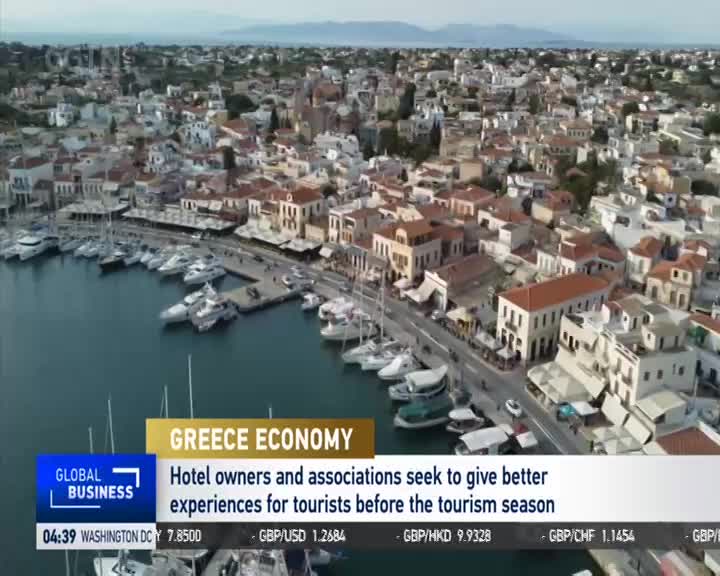 CGTN
GREECE ECONOMY
GLOBAL
BUSINESS
Hotel owners and associations seek to give better
experiences for tourists before the tourism season
04:39 WASHINGTON DC
Y 7.8500 - GBP/USD 1.2684 - GBP/HKD 9.9328 - GBP/CHF 1.1454 - GBP/